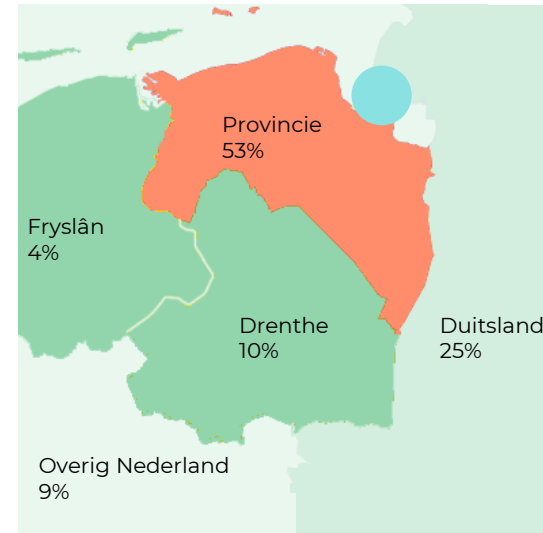 Provincie
53%
Fryslân
4%
Drenthe
10%
Duitsland
25%
Overig Nederland
9%